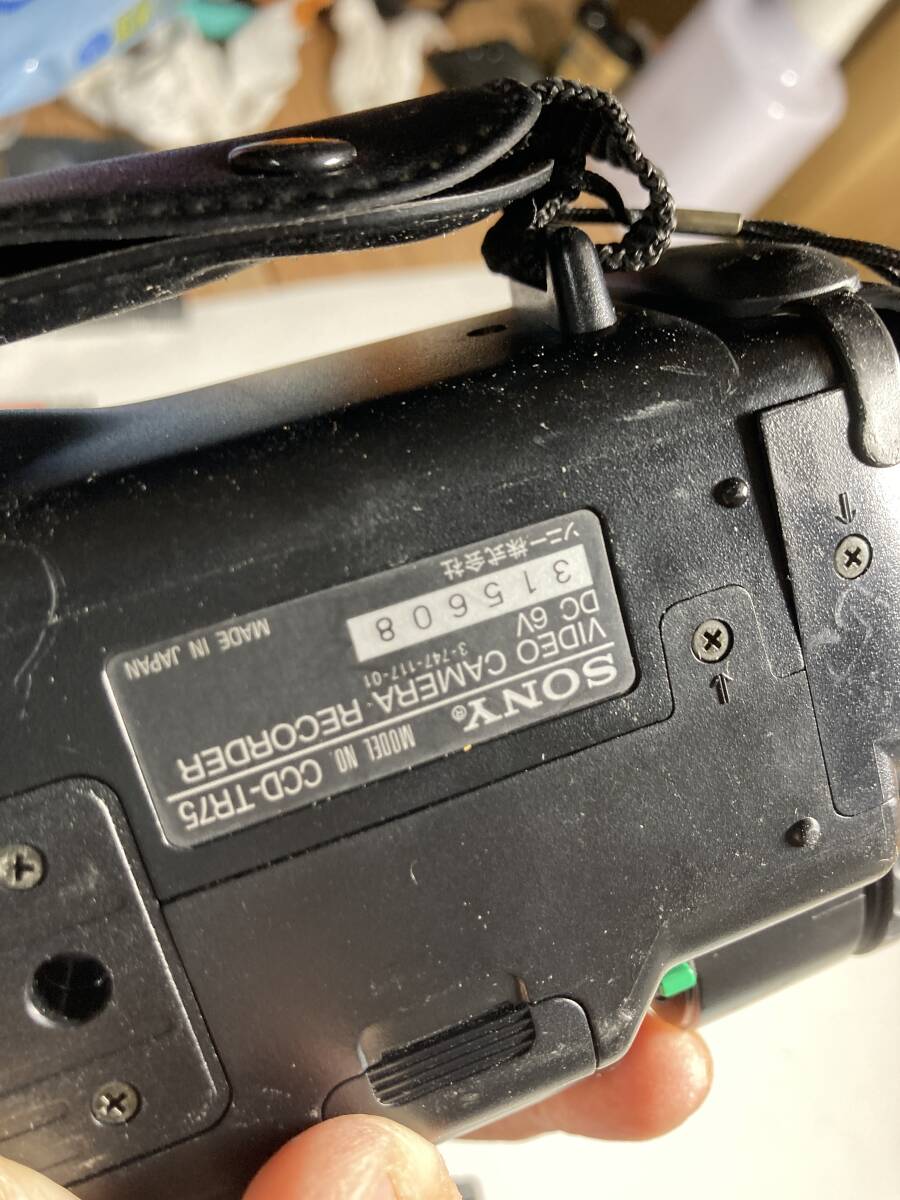 SONY® MODEL NO. CCD-TR75
VIDEO CAMERA RECORDER
DC 6V 3-747-117-01
315608 MADE IN JAPAN
ソニー株式会社